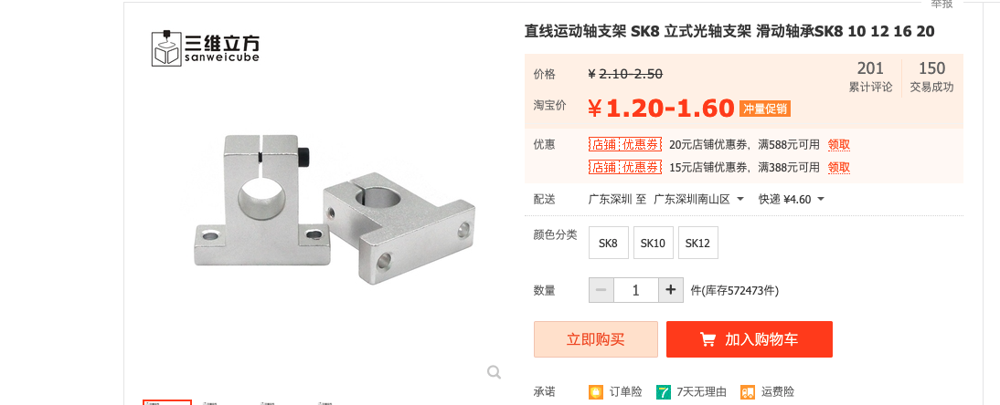 举报
三维立方
sanweicube
直线运动轴支架 SK8 立式光轴支架 滑动轴承SK8 10 12 16 20
价格 ¥ 2.10-2.50
201 累计评论
150 交易成功
淘宝价 ¥1.20-1.60 冲量促销
优惠 店铺优惠券 20元店铺优惠券，满588元可用 领取
店铺优惠券 15元店铺优惠券，满388元可用 领取
配送 广东深圳 至 广东深圳南山区 快递 ¥4.60
颜色分类 SK8 SK10 SK12
数量 1 件(库存572473件)
立即购买 加入购物车
承诺 订单险 7 7天无理由 运费险